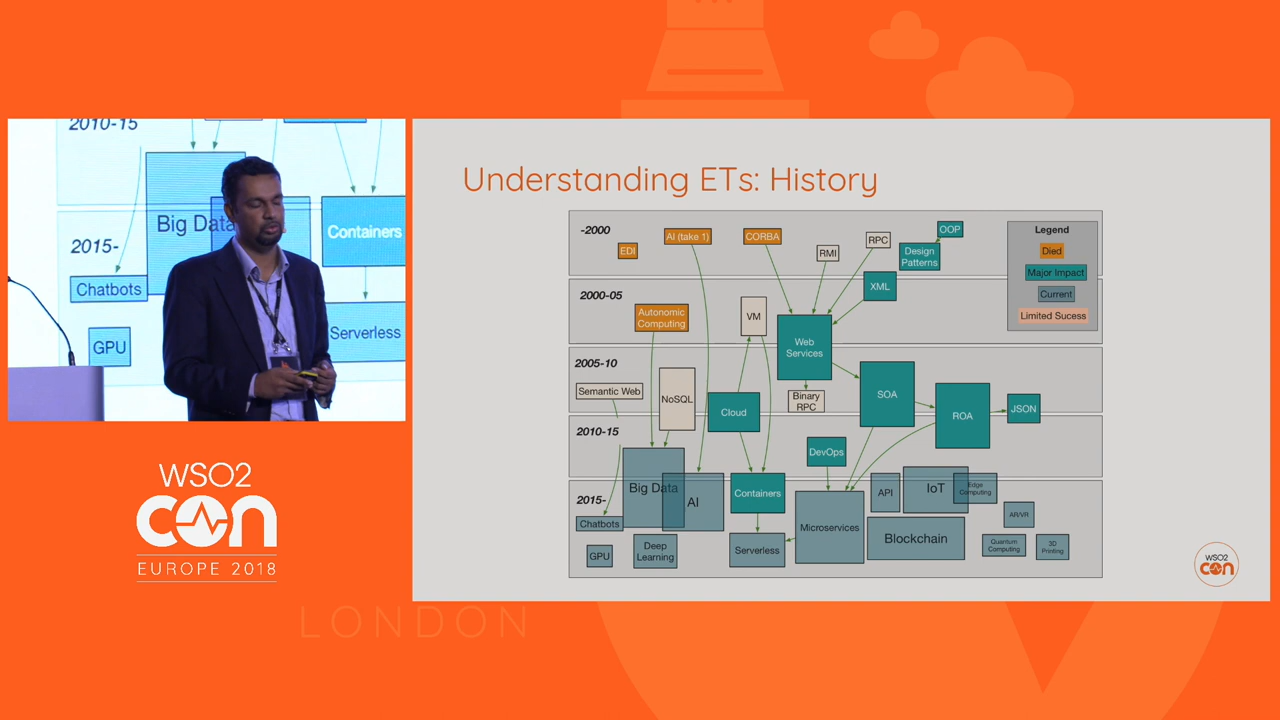 2010-15
Big Data
2015-
Chatbots
GPU
Containers
Serverless
WSO2
CON
EUROPE 2018
LONDON
Understanding ETs: History
-2000
EDI
AI (take 1)
CORBA
RMI
RPC
Design
Patterns
OOP
XML
Legend
Died
Major Impact
Current
Limited Sucess
2000-05
Autonomic
Computing
VM
Web
Services
2005-10
Semantic Web
NoSQL
Cloud
Binary
RPC
SOA
ROA
JSON
2010-15
Big Data
AI
DevOps
Containers
API
IoT
Edge
Computing
2015-
Chatbots
GPU
Deep
Learning
Serverless
Microservices
Blockchain
AR/VR
Quantum
Computing
3D
Printing
WSO2
CON